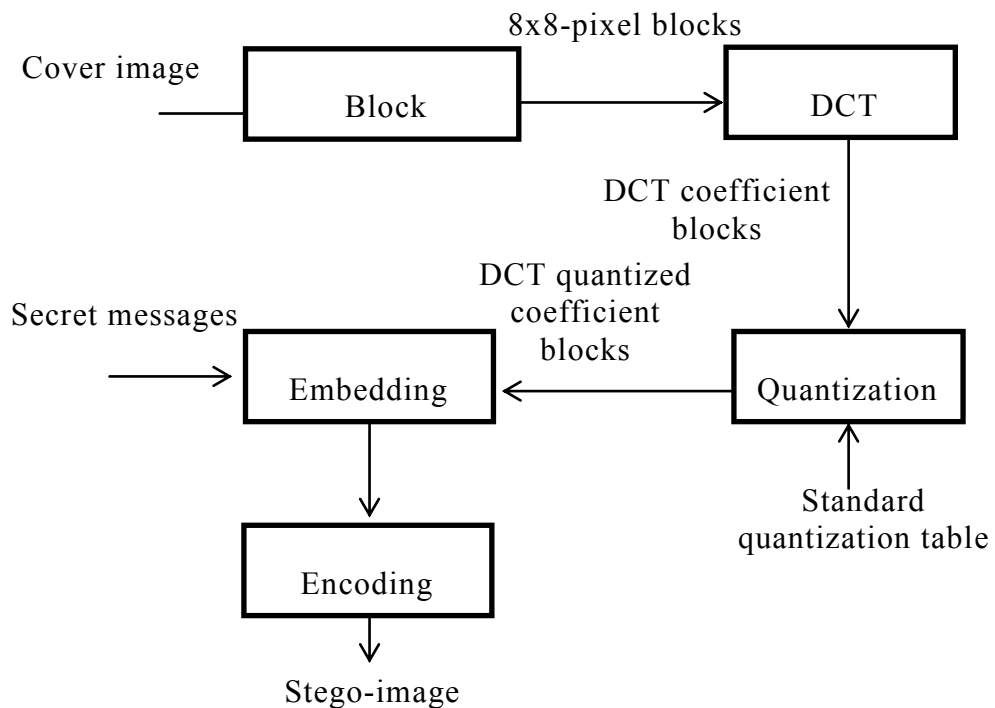 8x8-pixel blocks
Cover image
Block
DCT
DCT coefficient
blocks
DCT quantized
coefficient
blocks
Secret messages
Embedding
Quantization
Standard
quantization table
Encoding
Stego-image